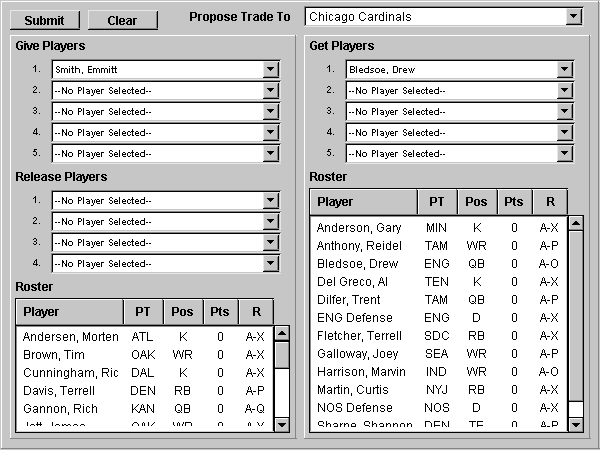 Submit Clear Propose Trade To Chicago Cardinals
Give Players
1. Smith, Emmitt
2. --No Player Selected--
3. --No Player Selected--
4. --No Player Selected--
5. --No Player Selected--
Release Players
1. --No Player Selected--
2. --No Player Selected--
3. --No Player Selected--
4. --No Player Selected--
Roster
Player PT Pos Pts R
Andersen, Morten ATL K 0 A-X
Brown, Tim OAK WR 0 A-X
Cunningham, Ric DAL K 0 A-X
Davis, Terrell DEN RB 0 A-P
Gannon, Rich KAN QB 0 A-Q
Jett, James OAK WR 0 A-X
Get Players
1. Bledsoe, Drew
2. --No Player Selected--
3. --No Player Selected--
4. --No Player Selected--
5. --No Player Selected--
Roster
Player PT Pos Pts R
Anderson, Gary MIN K 0 A-X
Anthony, Reidel TAM WR 0 A-P
Bledsoe, Drew ENG QB 0 A-O
Del Greco, Al TEN K 0 A-X
Dilfer, Trent TAM QB 0 A-P
ENG Defense ENG D 0 A-X
Fletcher, Terrell SDC RB 0 A-X
Galloway, Joey SEA WR 0 A-P
Harrison, Marvin IND WR 0 A-O
Martin, Curtis NYJ RB 0 A-X
NOS Defense NOS D 0 A-X
Sharpe, Shannon DEN TE 0 A-P